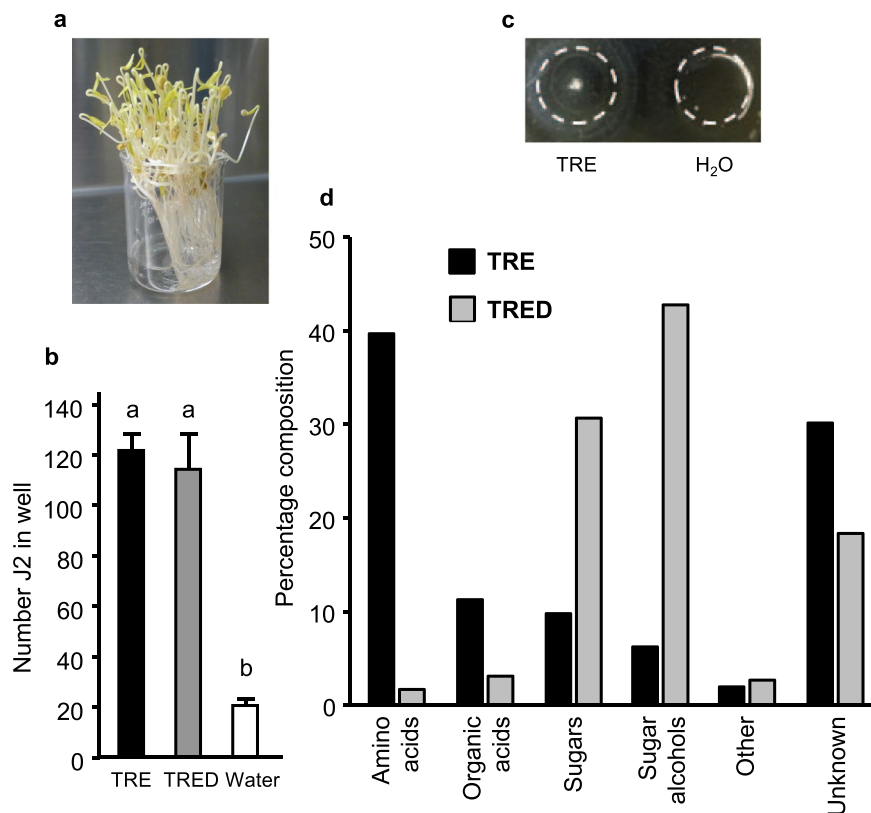 a
b
Number J2 in well
140
120
100
80
60
40
20
0
a
a
b
TRE
TRED
Water
c
TRE
H₂O
d
Percentage composition
50
40
30
20
10
0
TRE
TRED
Amino
acids
Organic
acids
Sugars
Sugar
alcohols
Other
Unknown